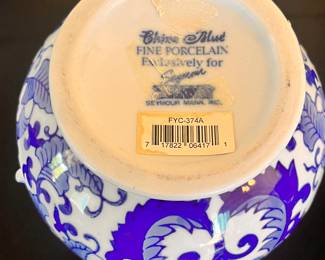 China Blue
FINE PORCELAIN
Exclusively for
Seymour
SEYMOUR MANN, INC.
FYC-374A
7 17822 06417 1